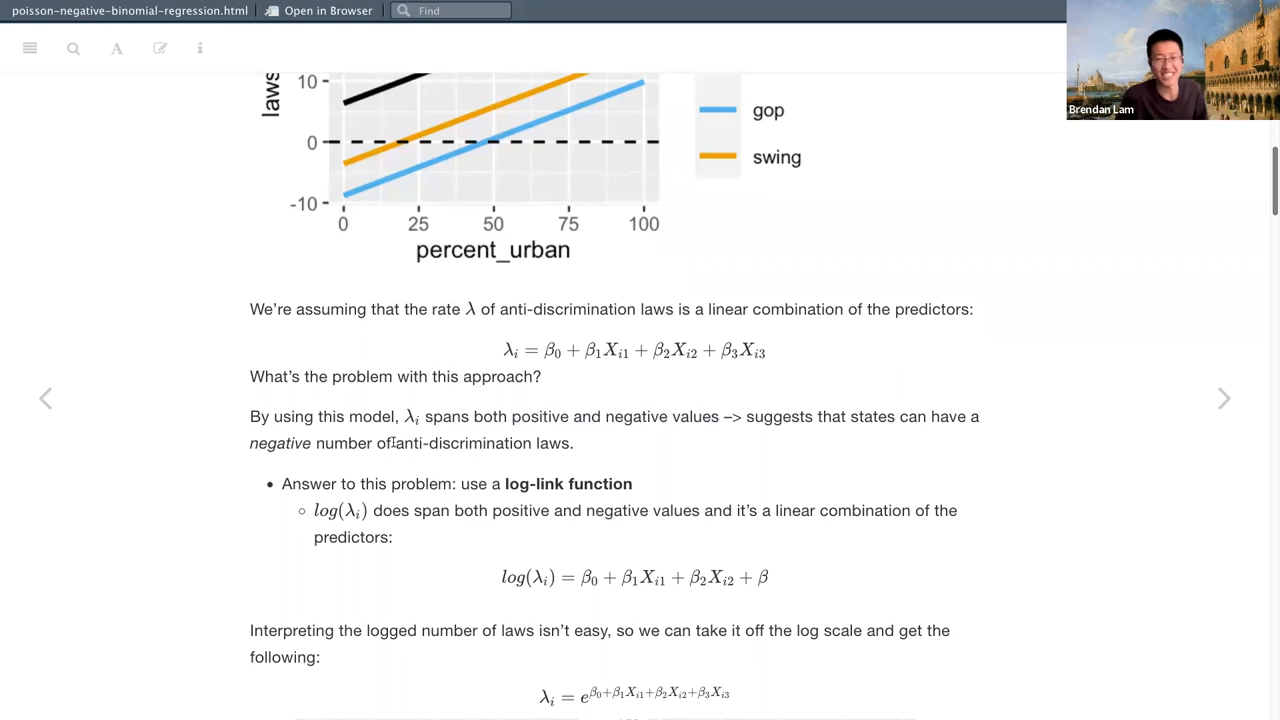 poisson-negative-binomial-regression.html Open in Browser Find
Brendan Lam
laws
10
0
-10
0 25 50 75 100
percent_urban
gop
swing
We're assuming that the rate λ of anti-discrimination laws is a linear combination of the predictors:
λᵢ = β₀ + β₁Xᵢ₁ + β₂Xᵢ₂ + β₃Xᵢ₃
What's the problem with this approach?
By using this model, λᵢ spans both positive and negative values –> suggests that states can have a
negative number of anti-discrimination laws.
• Answer to this problem: use a log-link function
◦ log(λᵢ) does span both positive and negative values and it's a linear combination of the
predictors:
log(λᵢ) = β₀ + β₁Xᵢ₁ + β₂Xᵢ₂ + β
Interpreting the logged number of laws isn't easy, so we can take it off the log scale and get the
following:
λᵢ = e^{β₀+β₁Xᵢ₁+β₂Xᵢ₂+β₃Xᵢ₃}